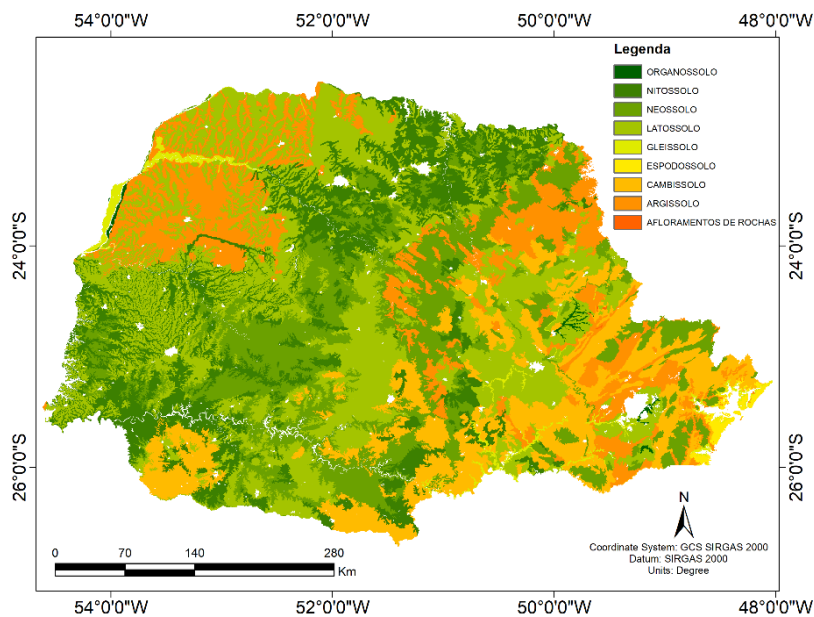 54°0'0"W 52°0'0"W 50°0'0"W 48°0'0"W
Legenda
ORGANOSSOLO
NITOSSOLO
NEOSSOLO
LATOSSOLO
GLEISSOLO
ESPODOSSOLO
CAMBISSOLO
ARGISSOLO
AFLORAMENTOS DE ROCHAS
24°0'0"S 24°0'0"S
26°0'0"S 26°0'0"S
N
0 70 140 280
Km
Coordinate System: GCS SIRGAS 2000
Datum: SIRGAS 2000
Units: Degree
54°0'0"W 52°0'0"W 50°0'0"W 48°0'0"W